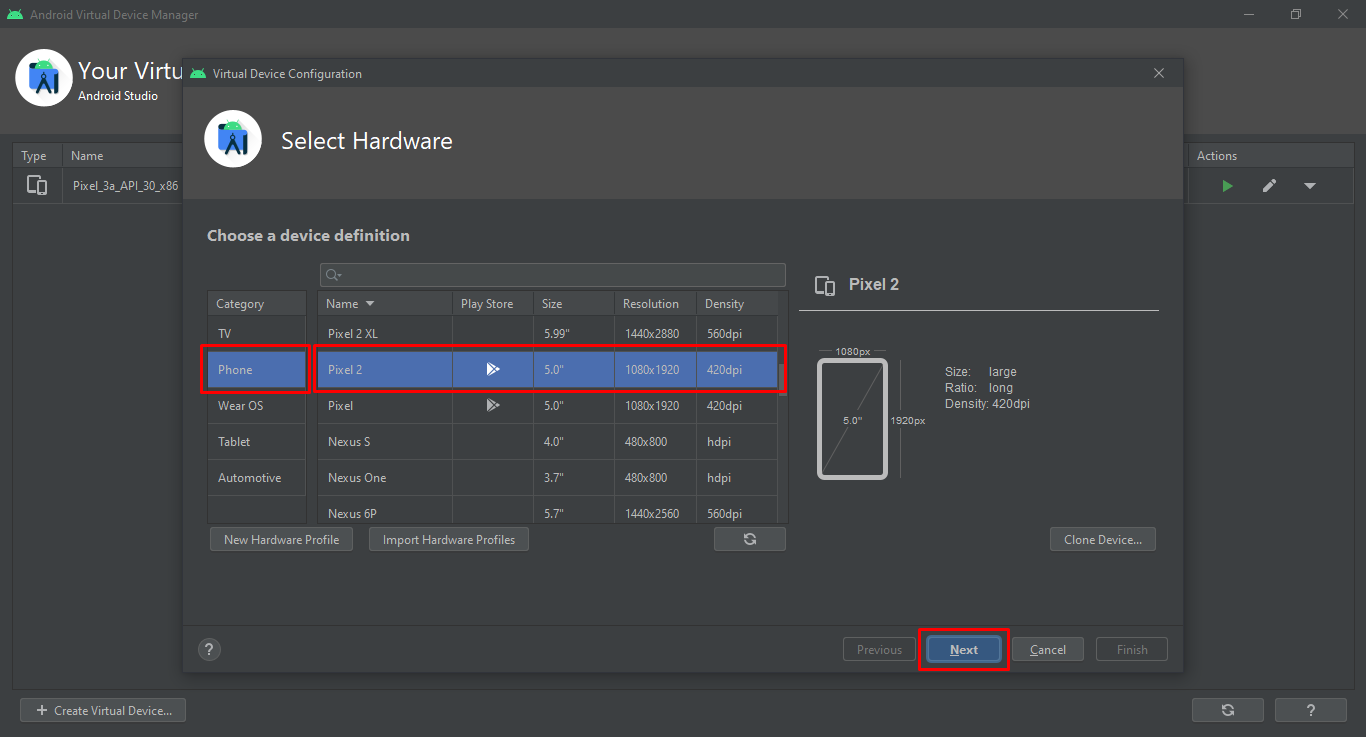 Android Virtual Device Manager
Your Virtu
Android Studio
Virtual Device Configuration
Select Hardware
Type Name Actions
Pixel_3a_API_30_x86
Choose a device definition
Category Name Play Store Size Resolution Density
TV Pixel 2 XL 5.99" 1440x2880 560dpi
Phone Pixel 2 5.0" 1080x1920 420dpi
Wear OS Pixel 5.0" 1080x1920 420dpi
Tablet Nexus S 4.0" 480x800 hdpi
Automotive Nexus One 3.7" 480x800 hdpi
Nexus 6P 5.7" 1440x2560 560dpi
Pixel 2
1080px
5.0"
1920px
Size: large
Ratio: long
Density: 420dpi
New Hardware Profile Import Hardware Profiles Clone Device...
? Previous Next Cancel Finish
+ Create Virtual Device... ?